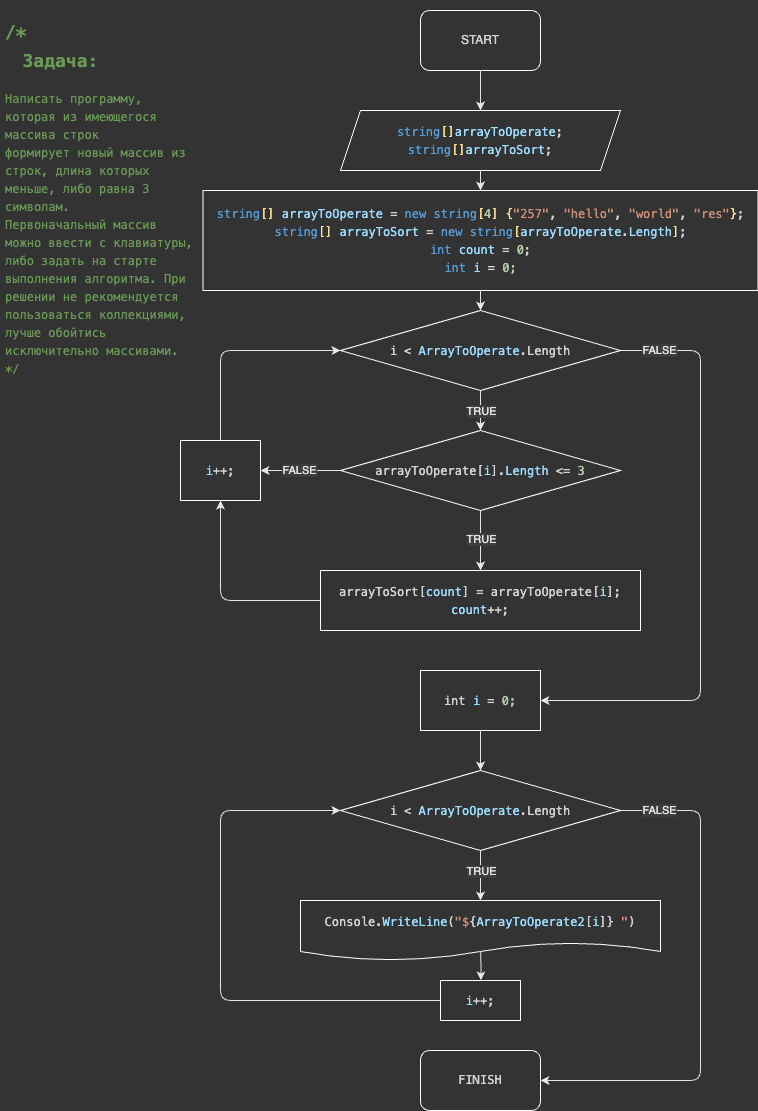 /*
Задача:
Написать программу,
которая из имеющегося
массива строк
формирует новый массив из
строк, длина которых
меньше, либо равна 3
символам.
Первоначальный массив
можно ввести с клавиатуры,
либо задать на старте
выполнения алгоритма. При
решении не рекомендуется
пользоваться коллекциями,
лучше обойтись
исключительно массивами.
*/
START
string[]arrayToOperate;
string[]arrayToSort;
string[] arrayToOperate = new string[4] {"257", "hello", "world", "res"};
string[] arrayToSort = new string[arrayToOperate.Length];
int count = 0;
int i = 0;
i < ArrayToOperate.Length
FALSE
TRUE
i++;
FALSE
arrayToOperate[i].Length <= 3
TRUE
arrayToSort[count] = arrayToOperate[i];
count++;
int i = 0;
i < ArrayToOperate.Length
FALSE
TRUE
Console.WriteLine("${ArrayToOperate2[i]} ")
i++;
FINISH